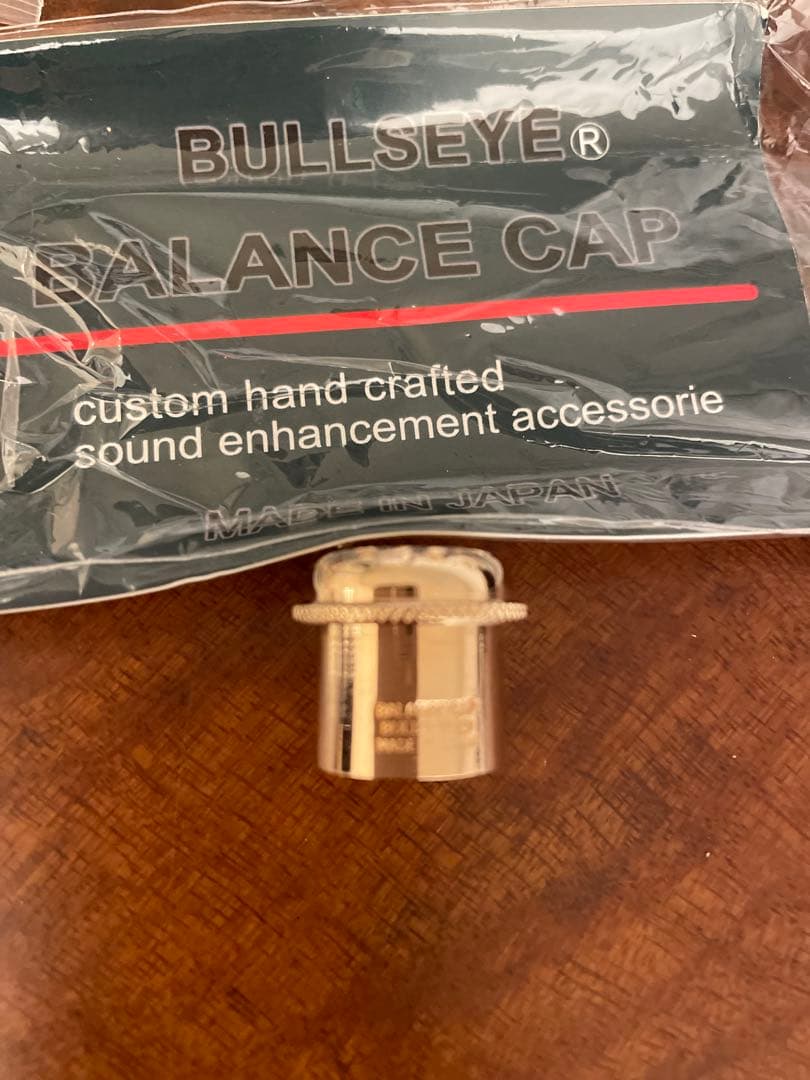 BULLSEYE®
BALANCE CAP
custom hand crafted
sound enhancement accessorie
MADE IN JAPAN